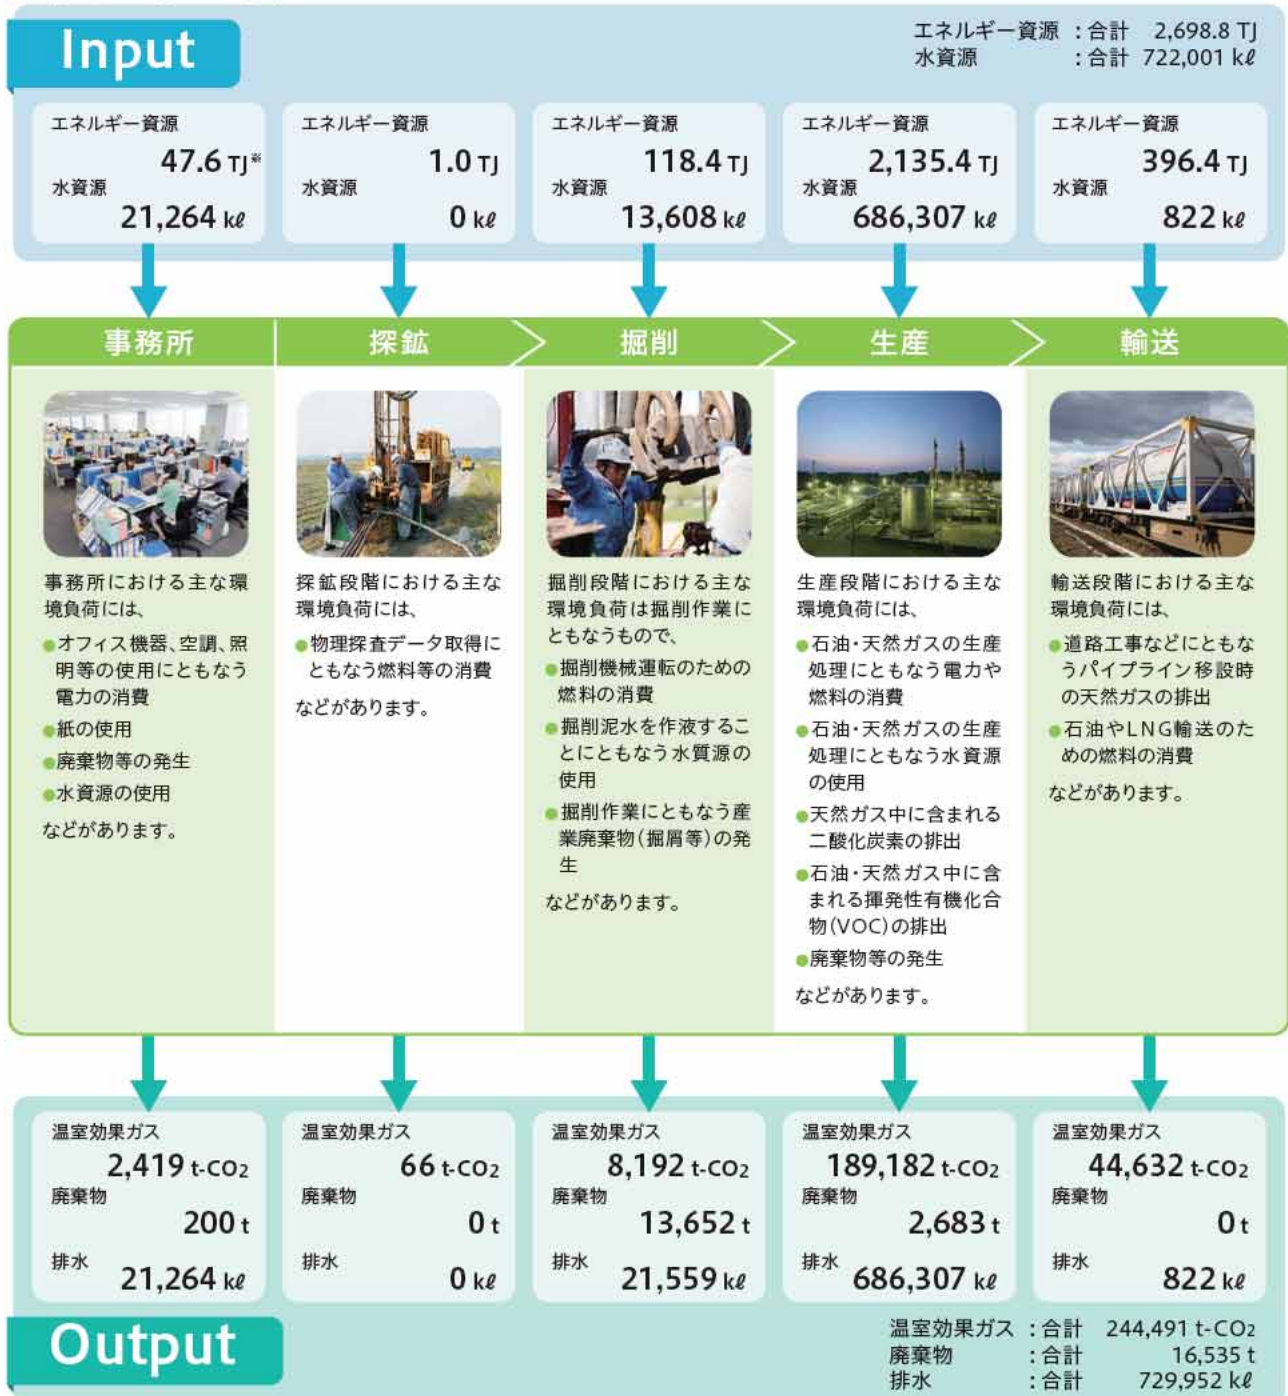 Input
エネルギー資源 :合計 2,698.8 TJ
水資源 :合計 722,001 kℓ
エネルギー資源
47.6 TJ※
水資源
21,264 kℓ
エネルギー資源
1.0 TJ
水資源
0 kℓ
エネルギー資源
118.4 TJ
水資源
13,608 kℓ
エネルギー資源
2,135.4 TJ
水資源
686,307 kℓ
エネルギー資源
396.4 TJ
水資源
822 kℓ
事務所
探鉱
掘削
生産
輸送
事務所における主な環
境負荷には、
●オフィス機器、空調、照
明等の使用にともなう
電力の消費
●紙の使用
●廃棄物等の発生
●水資源の使用
などがあります。
探鉱段階における主な
環境負荷には、
●物理探査データ取得に
ともなう燃料等の消費
などがあります。
掘削段階における主な
環境負荷は掘削作業に
ともなうもので、
●掘削機械運転のための
燃料の消費
●掘削泥水を作液するこ
とにともなう水質源の
使用
●掘削作業にともなう産
業廃棄物(掘屑等)の発
生
などがあります。
生産段階における主な
環境負荷には、
●石油・天然ガスの生産
処理にともなう電力や
燃料の消費
●石油・天然ガスの生産
処理にともなう水資源
の使用
●天然ガス中に含まれる
二酸化炭素の排出
●石油・天然ガス中に含
まれる揮発性有機化合
物(VOC)の排出
●廃棄物等の発生
などがあります。
輸送段階における主な
環境負荷には、
●道路工事などにともな
うパイプライン移設時
の天然ガスの排出
●石油やLNG輸送のた
めの燃料の消費
などがあります。
温室効果ガス
2,419 t-CO2
廃棄物
200 t
排水
21,264 kℓ
温室効果ガス
66 t-CO2
廃棄物
0 t
排水
0 kℓ
温室効果ガス
8,192 t-CO2
廃棄物
13,652 t
排水
21,559 kℓ
温室効果ガス
189,182 t-CO2
廃棄物
2,683 t
排水
686,307 kℓ
温室効果ガス
44,632 t-CO2
廃棄物
0 t
排水
822 kℓ
Output
温室効果ガス :合計 244,491 t-CO2
廃棄物 :合計 16,535 t
排水 :合計 729,952 kℓ